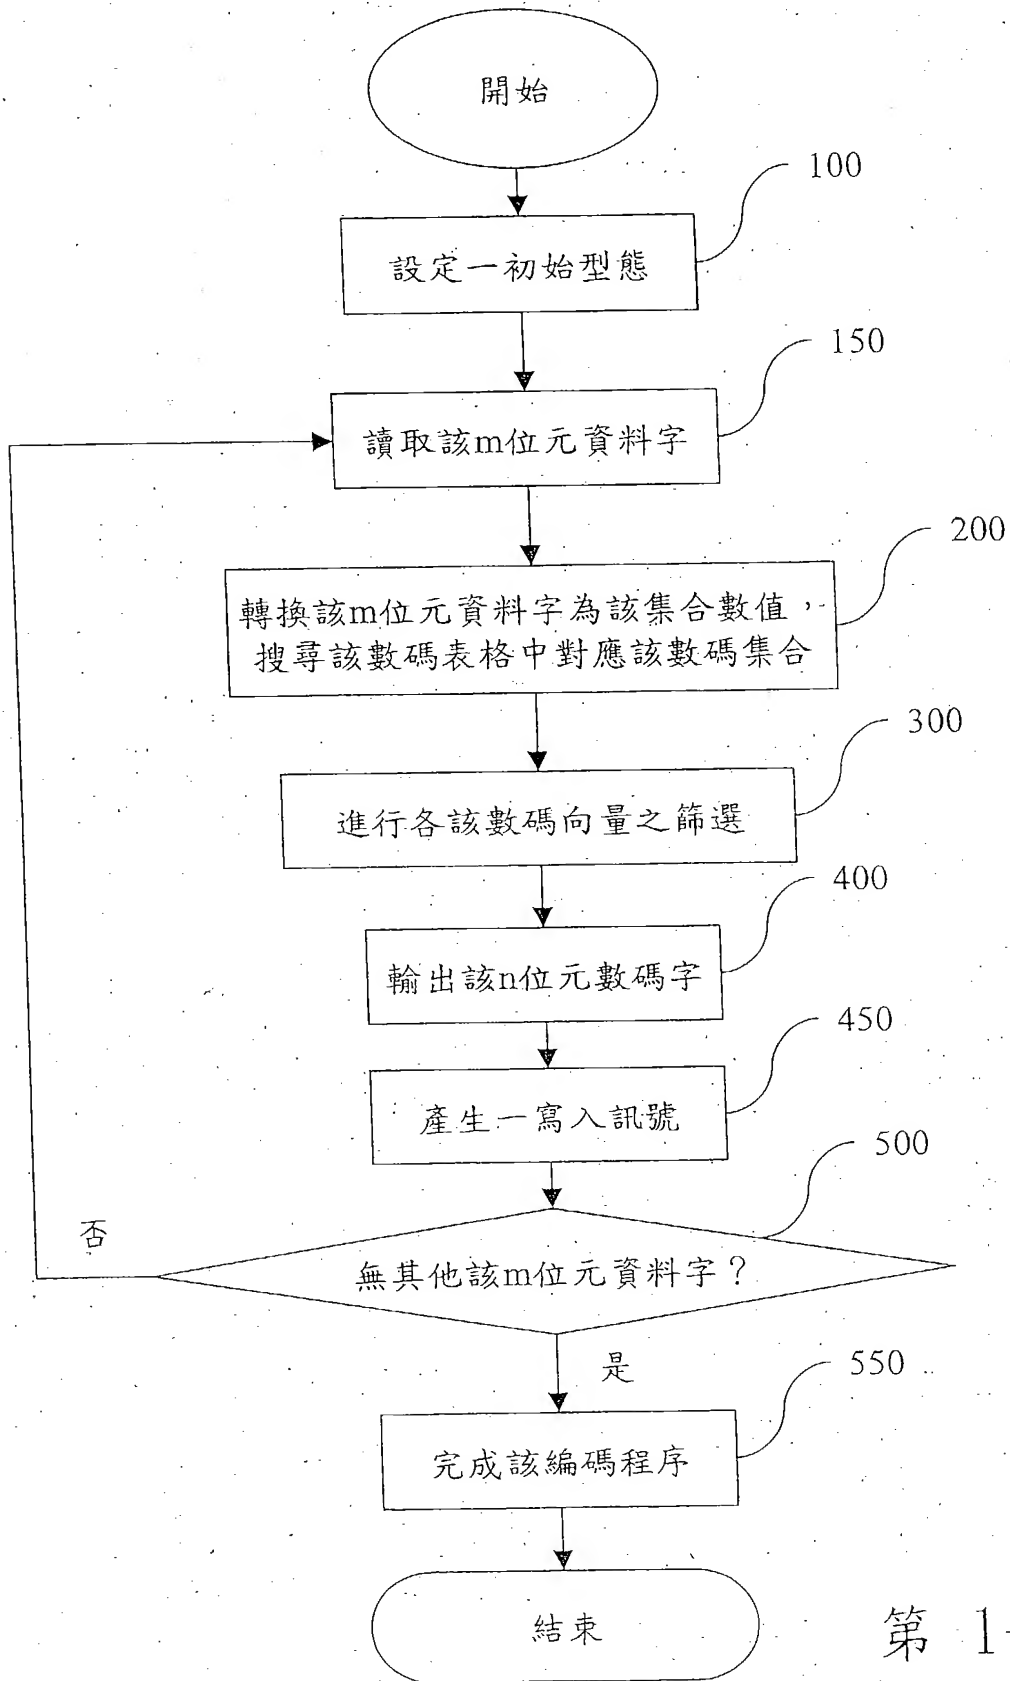 開始
100
設定一初始型態
150
讀取該m位元資料字
200
轉換該m位元資料字為該集合數值，
搜尋該數碼表格中對應該數碼集合
300
進行各該數碼向量之篩選
400
輸出該n位元數碼字
450
產生一寫入訊號
500
否
無其他該m位元資料字？
是
550
完成該編碼程序
結束
第 1